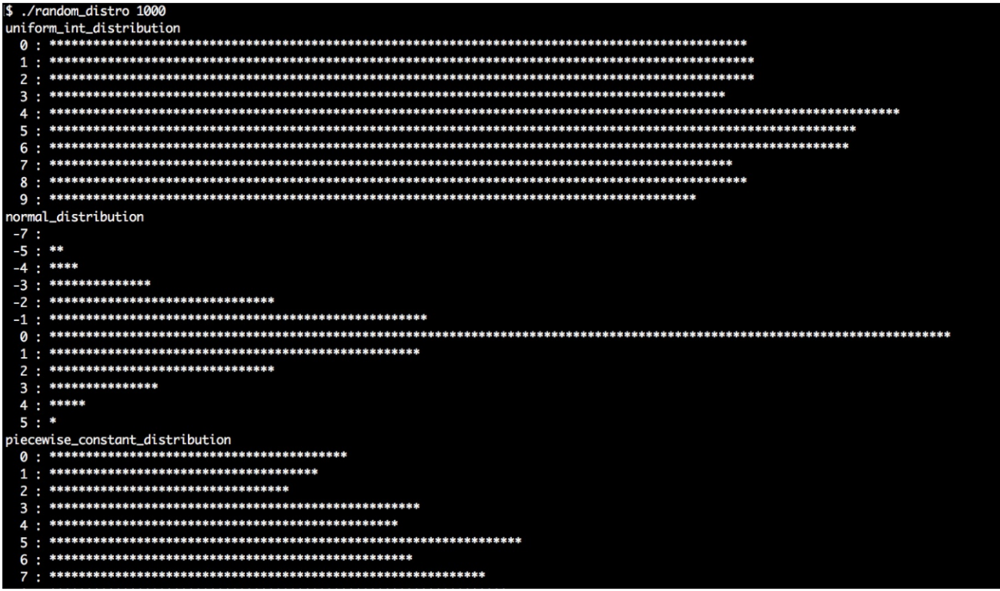 $ ./random_distro 1000
uniform_int_distribution
0 : ************************************************************************************************
1 : *************************************************************************************************
2 : *************************************************************************************************
3 : *********************************************************************************************
4 : *********************************************************************************************************************
5 : ***************************************************************************************************************
6 : **************************************************************************************************************
7 : **********************************************************************************************
8 : ************************************************************************************************
9 : *****************************************************************************************
normal_distribution
-7 :
-5 : **
-4 : ****
-3 : **************
-2 : *******************************
-1 : ****************************************************
0 : ****************************************************************************************************************************
1 : ***************************************************
2 : *******************************
3 : ***************
4 : *****
5 : *
piecewise_constant_distribution
0 : *****************************************
1 : *************************************
2 : *********************************
3 : ***************************************************
4 : ************************************************
5 : *****************************************************************
6 : **************************************************
7 : ************************************************************